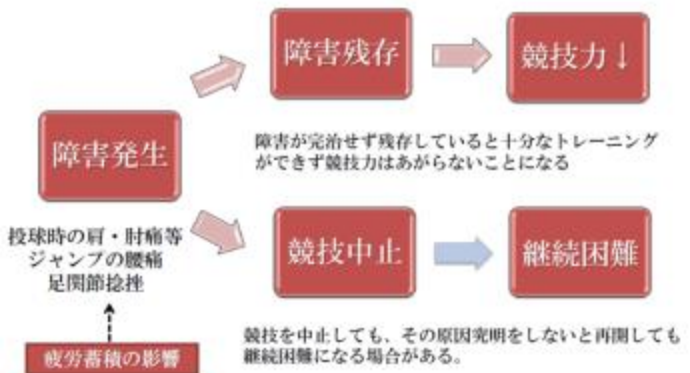 障害残存
競技力↓
障害が完治せず残存していると十分なトレーニング
ができず競技力はあがらないことになる
障害発生
投球時の肩・肘痛等
ジャンプの腰痛
足関節捻挫
疲労蓄積の影響
競技中止
継続困難
競技を中止しても、その原因究明をしないと再開しても
継続困難になる場合がある。